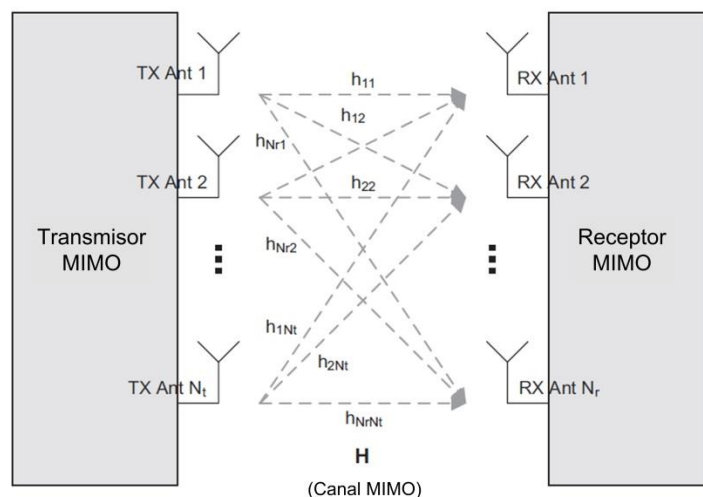 TX Ant 1
RX Ant 1
h11
h12
hNr1
TX Ant 2
RX Ant 2
h22
Transmisor
MIMO
Receptor
MIMO
hNr2
h1Nt
h2Nt
TX Ant Nt
RX Ant Nr
hNrNt
H
(Canal MIMO)